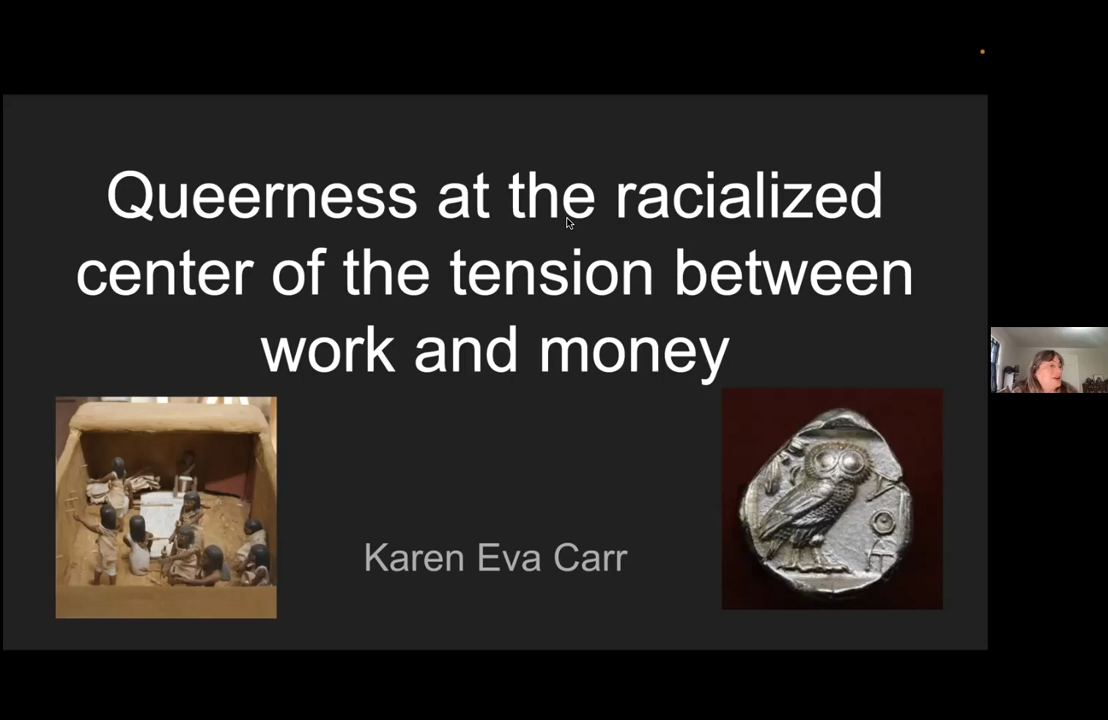 Queerness at the racialized
center of the tension between
work and money
Karen Eva Carr